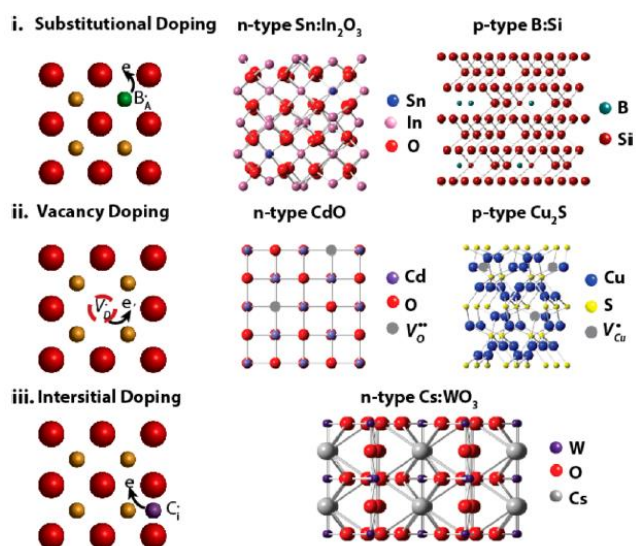 i. Substitutional Doping
n-type Sn:In₂O₃
p-type B:Si
e
B˙A
Sn
In
O
B
Si
ii. Vacancy Doping
n-type CdO
p-type Cu₂S
V˙D e·
Cd
O
V••O
Cu
S
V•Cu
iii. Intersitial Doping
n-type Cs:WO₃
e
C˙i
W
O
Cs